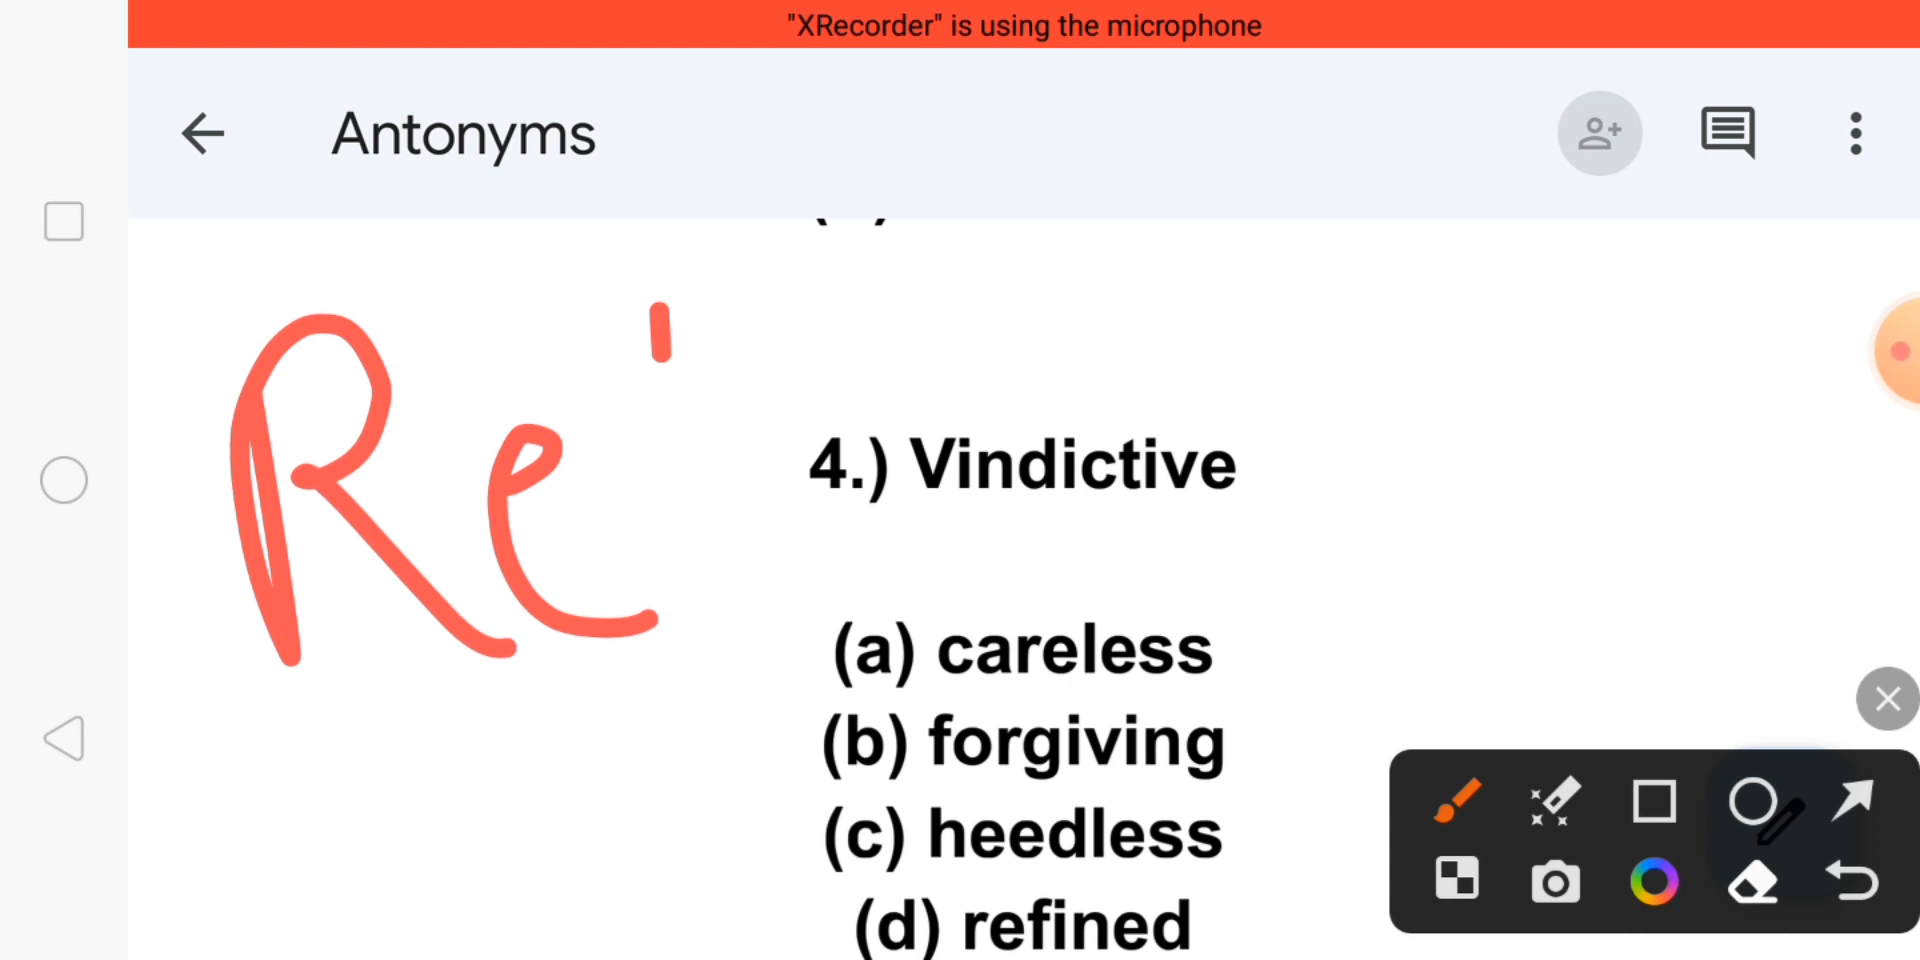 "XRecorder" is using the microphone
Antonyms
Re'
4.) Vindictive
(a) careless
(b) forgiving
(c) heedless
(d) refined